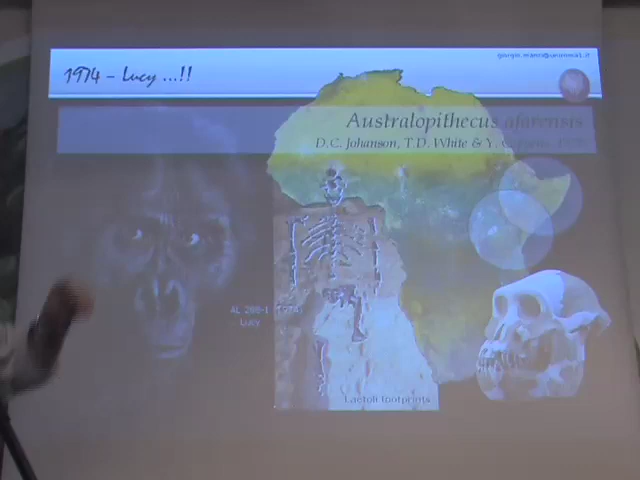 1974 - Lucy ...!!
Australopithecus afarensis
D.C. Johanson, T.D. White & Y.
AL 288-1
Lucy
Laetoli footprints